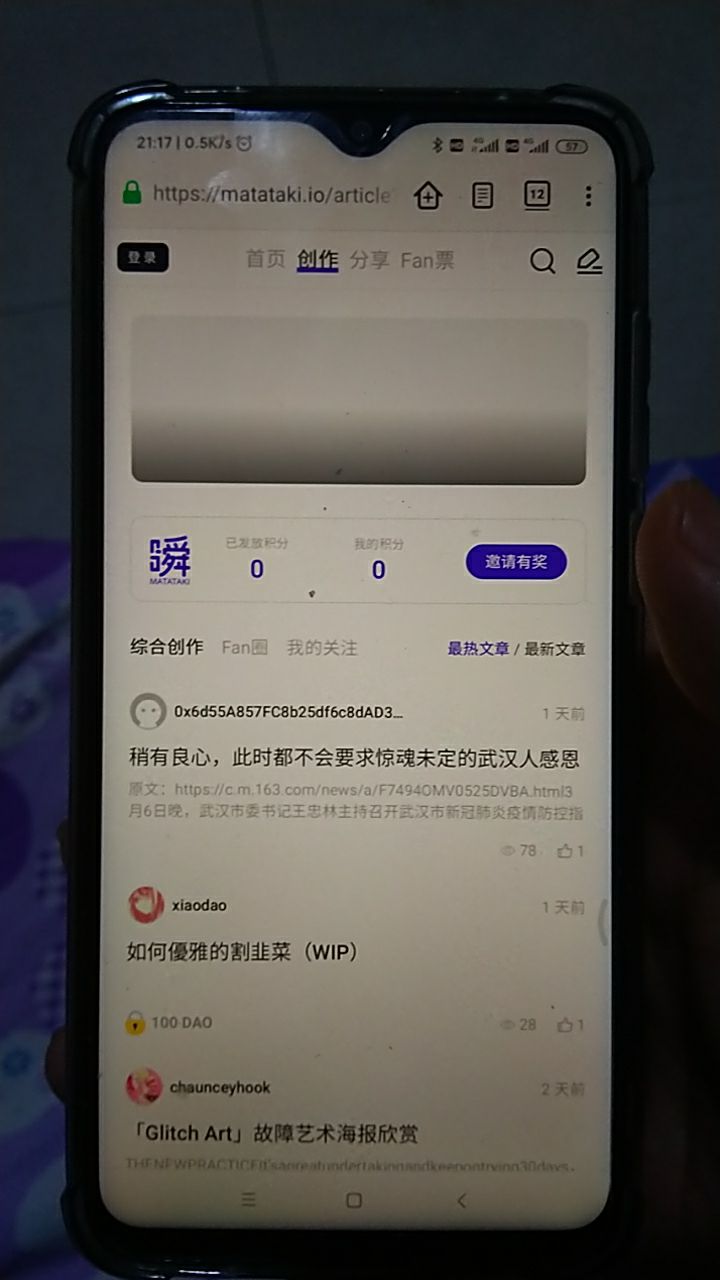 21:17 | 0.5K/s HD 4G HD 4G 57
https://matataki.io/article 12
登录 首页 创作 分享 Fan票
瞬 已发放积分 我的积分
MATATAKI 0 0 邀请有奖
综合创作 Fan圈 我的关注 最热文章 / 最新文章
0x6d55A857FC8b25df6c8dAD3... 1 天前
稍有良心，此时都不会要求惊魂未定的武汉人感恩
原文：https://c.m.163.com/news/a/F7494OMV0525DVBA.html3
月6日晚，武汉市委书记王忠林主持召开武汉市新冠肺炎疫情防控指
78 1
xiaodao 1 天前
如何優雅的割韭菜（WIP）
100 DAO 28 1
chaunceyhook 2 天前
「Glitch Art」故障艺术海报欣赏
THENEWPRACTICEIt'sagreatundertakingandkeepontrying30days.